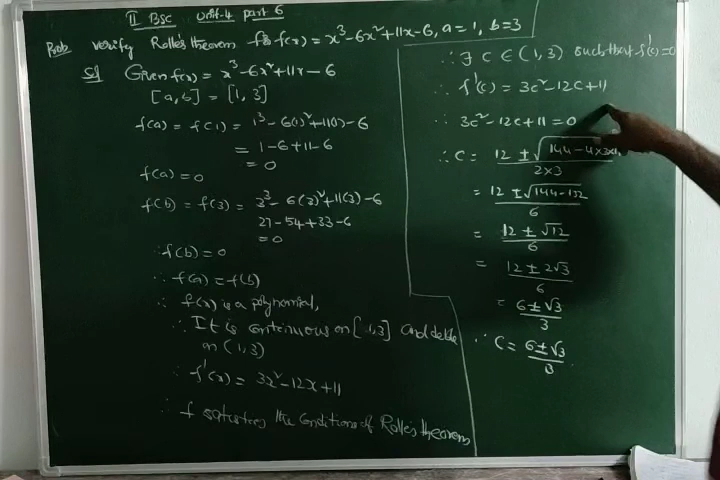 II BSC unit-4 part 6
Prob verify Rolle's theorem for f(x) = x³-6x²+11x-6, a=1, b=3
Sol Given f(x) = x³-6x²+11x-6
[a,b] = [1,3]
f(a) = f(1) = 1³-6(1)²+11(1)-6
= 1-6+11-6
= 0
f(a)=0
f(b) = f(3) = 3³-6(3)²+11(3)-6
27-54+33-6
= 0
∴ f(b)=0
∴ f(a) = f(b)
∴ f(x) is a polynomial,
∴ It is continuous on [1,3] and deble
on (1,3)
∴ f'(x) = 3x²-12x+11
∴ f satisfies the conditions of Rolle's theorem
∴ ∃ c ∈ (1,3) such that f'(c)=0
∴ f'(c) = 3c²-12c+11
∴ 3c²-12c+11=0
∴ c = 12 ± √144-4×3×11 / 2×3
= 12 ± √144-132 / 6
= 12 ± √12 / 6
= 12 ± 2√3 / 6
= 6±√3 / 3
∴ c = 6±√3 / 3